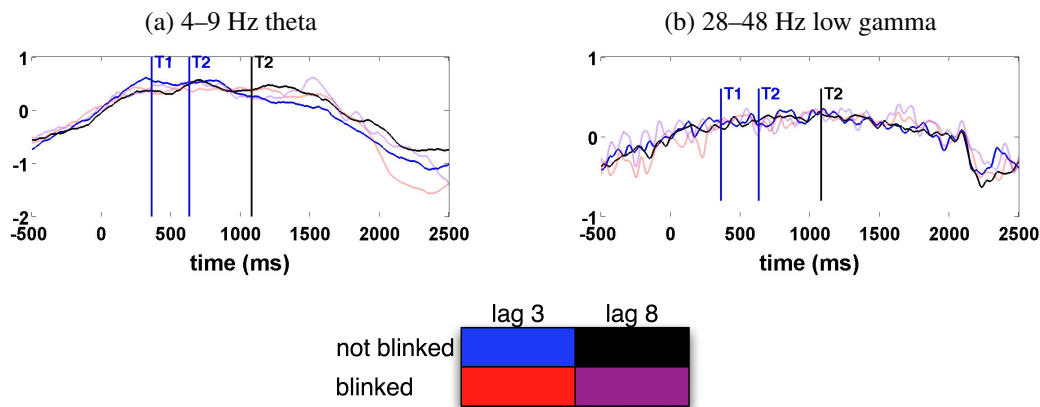 (a) 4–9 Hz theta
(b) 28–48 Hz low gamma
1
0
-1
-2
T1 T2 T2
-500 0 500 1000 1500 2000 2500
time (ms)
1
0
-1
T1 T2 T2
-500 0 500 1000 1500 2000 2500
time (ms)
lag 3 lag 8
not blinked
blinked